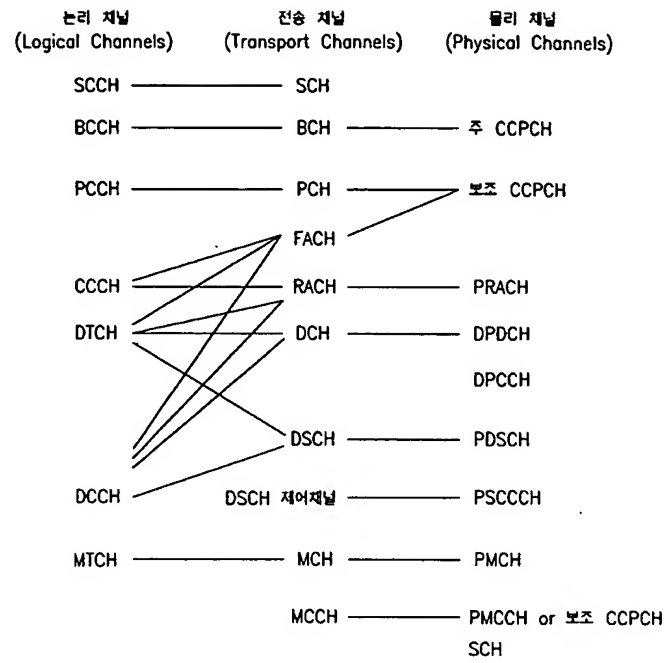 논리 채널 전송 채널 물리 채널
(Logical Channels) (Transport Channels) (Physical Channels)
SCCH SCH
BCCH BCH 주 CCPCH
PCCH PCH 보조 CCPCH
FACH
CCCH RACH PRACH
DTCH DCH DPDCH
DPCCH
DSCH PDSCH
DCCH DSCH 제어채널 PSCCCH
MTCH MCH PMCH
MCCH PMCCH or 보조 CCPCH
SCH